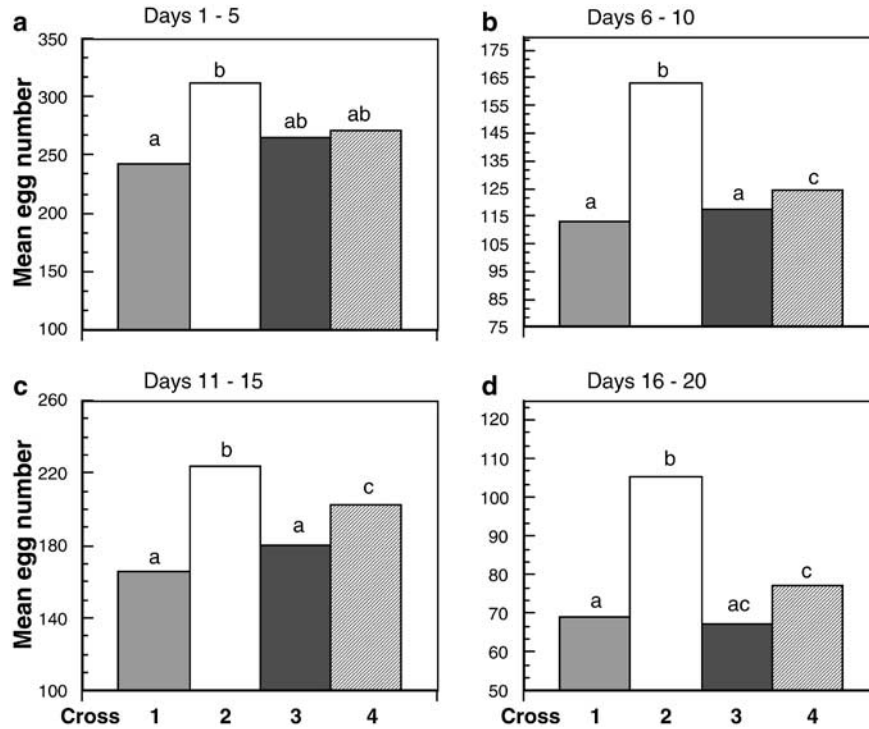 a Days 1 - 5
350
300
250
200
150
100
Mean egg number
a
b
ab
ab
b Days 6 - 10
175
165
155
145
135
125
115
105
95
85
75
a
b
a
c
c Days 11 - 15
260
220
180
140
100
Mean egg number
a
b
a
c
Cross 1 2 3 4
d Days 16 - 20
120
110
100
90
80
70
60
50
a
b
ac
c
Cross 1 2 3 4